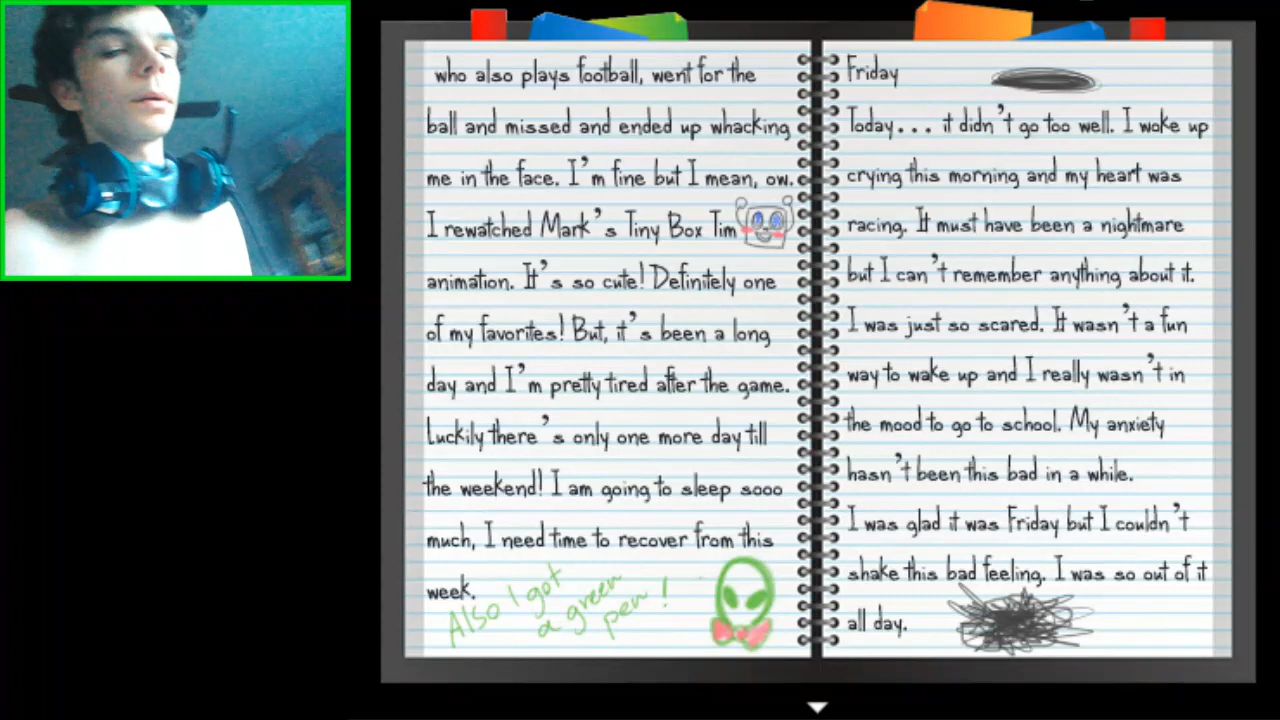 who also plays football, went for the
ball and missed and ended up whacking
me in the face. I'm fine but I mean, ow.
I rewatched Mark's Tiny Box Tim
animation. It's so cute! Definitely one
of my favorites! But, it's been a long
day and I'm pretty tired after the game.
Luckily there's only one more day till
the weekend! I am going to sleep sooo
much, I need time to recover from this
week.
Also I got
a green
pen!
Friday
Today... it didn't go too well. I woke up
crying this morning and my heart was
racing. It must have been a nightmare
but I can't remember anything about it.
I was just so scared. It wasn't a fun
way to wake up and I really wasn't in
the mood to go to school. My anxiety
hasn't been this bad in a while.
I was glad it was Friday but I couldn't
shake this bad feeling. I was so out of it
all day.